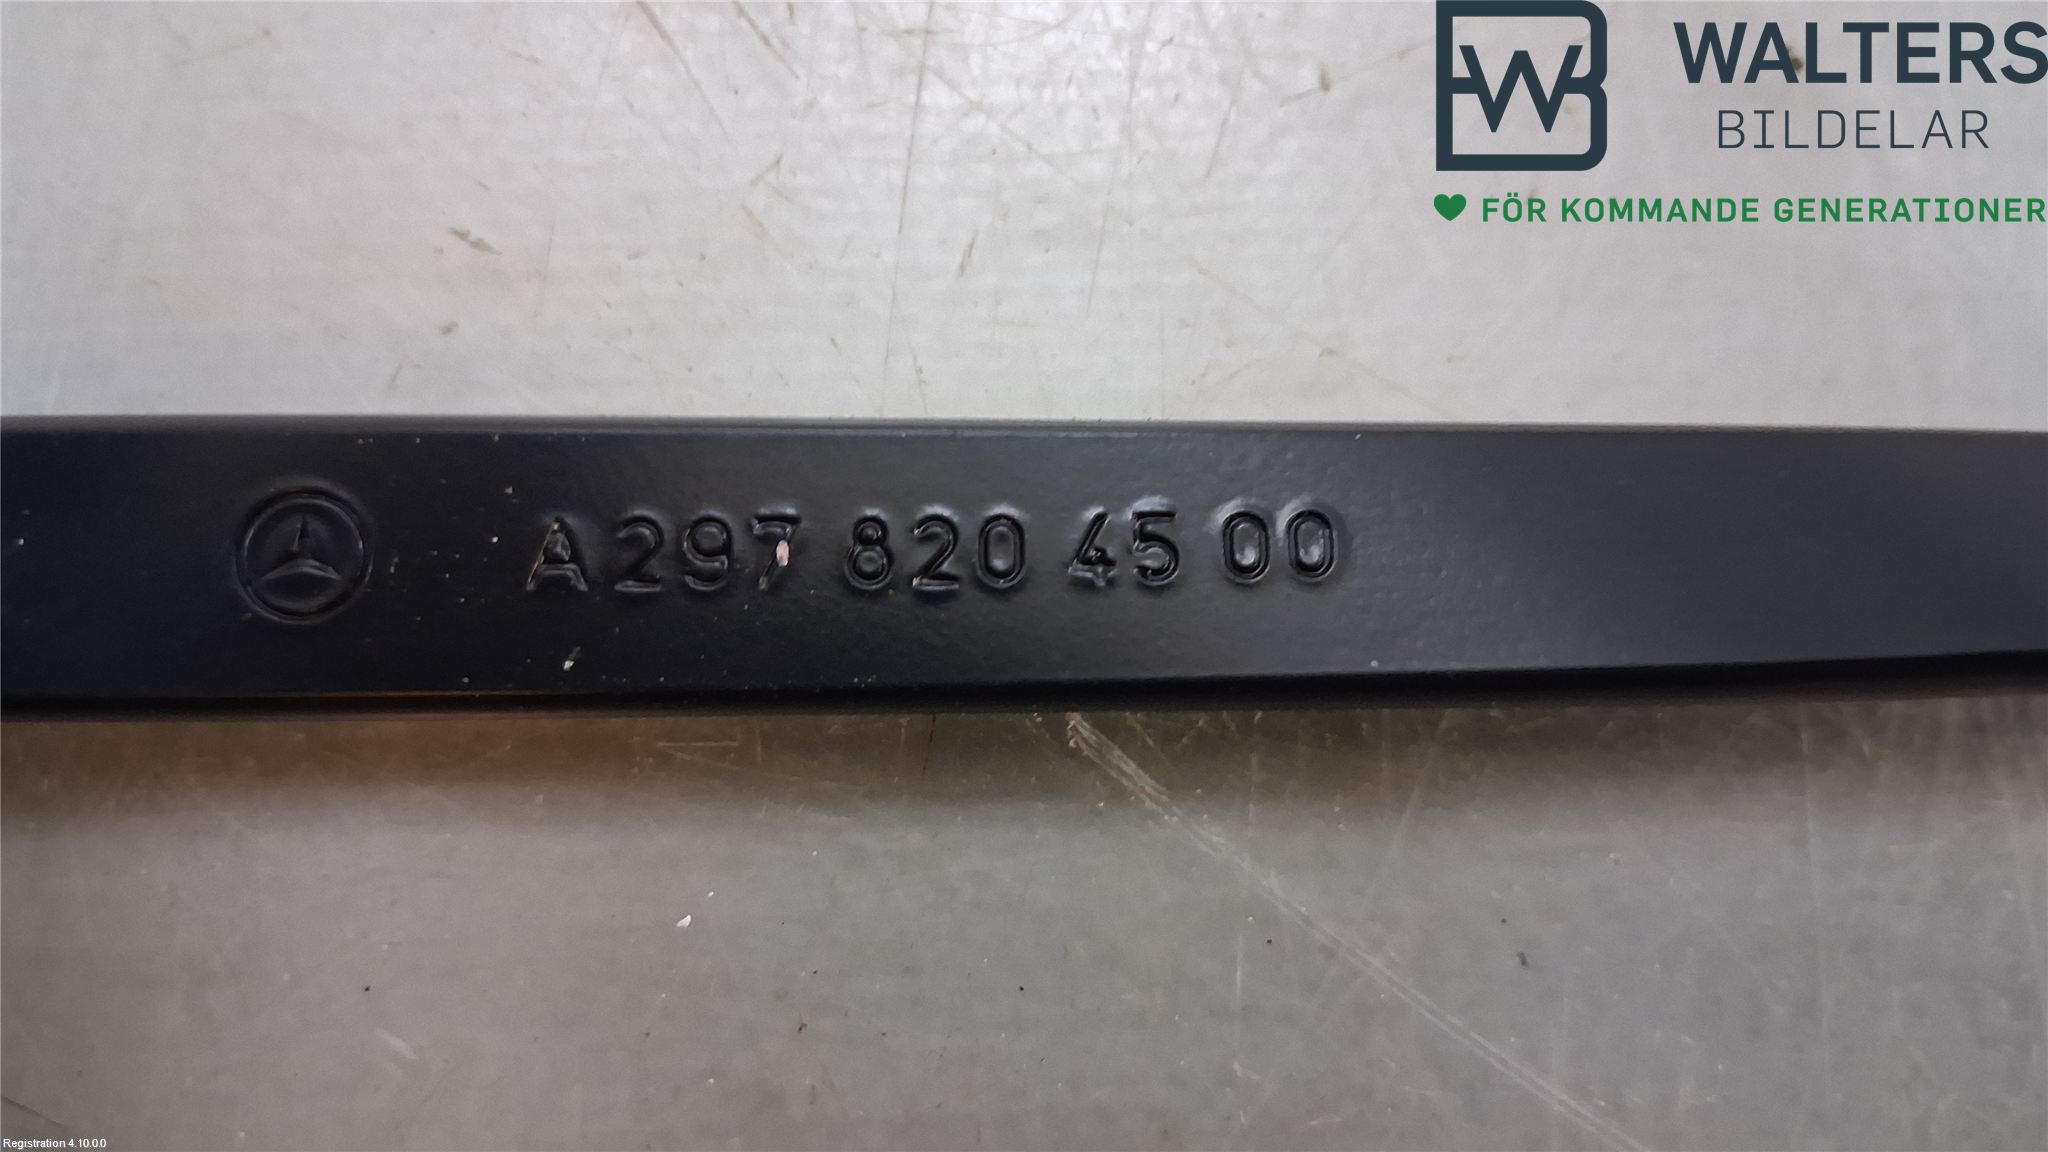 WALTERS
BILDELAR
FÖR KOMMANDE GENERATIONER
A 297 820 45 00
Registration 4.10.0.0